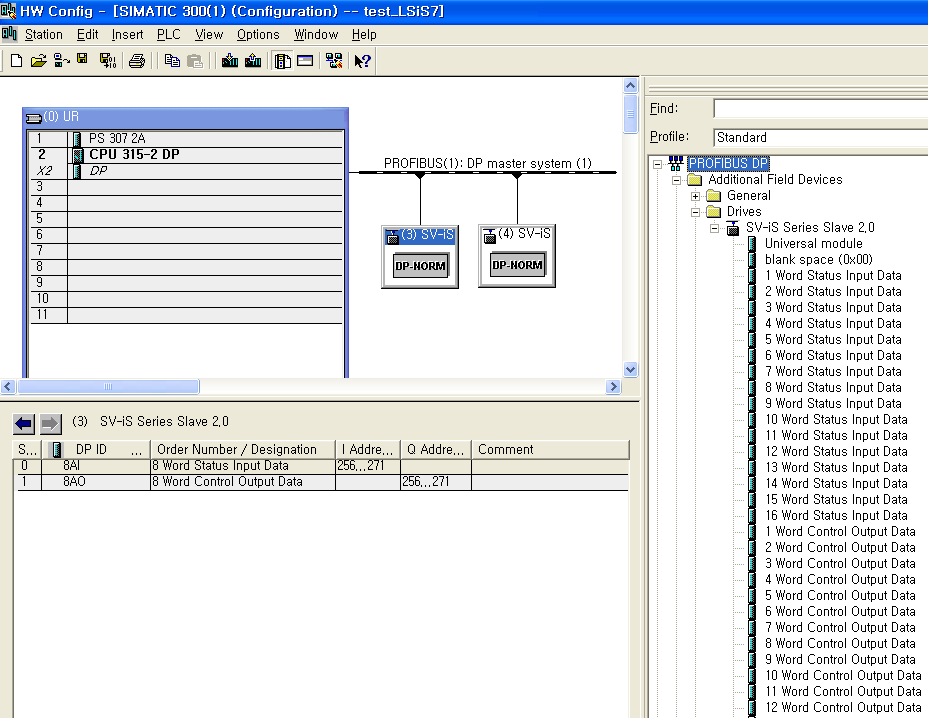 HW Config - [SIMATIC 300(1) (Configuration) -- test_LSiS7]
Station Edit Insert PLC View Options Window Help
(0) UR
1 PS 307 2A
2 CPU 315-2 DP
X2 DP
3
4
5
6
7
8
9
10
11
PROFIBUS(1): DP master system (1)
(3) SV-iS
DP-NORM
(4) SV-iS
DP-NORM
Find:
Profile: Standard
PROFIBUS DP
Additional Field Devices
General
Drives
SV-iS Series Slave 2,0
Universal module
blank space (0x00)
1 Word Status Input Data
2 Word Status Input Data
3 Word Status Input Data
4 Word Status Input Data
5 Word Status Input Data
6 Word Status Input Data
7 Word Status Input Data
8 Word Status Input Data
9 Word Status Input Data
10 Word Status Input Data
11 Word Status Input Data
12 Word Status Input Data
13 Word Status Input Data
14 Word Status Input Data
15 Word Status Input Data
16 Word Status Input Data
1 Word Control Output Data
2 Word Control Output Data
3 Word Control Output Data
4 Word Control Output Data
5 Word Control Output Data
6 Word Control Output Data
7 Word Control Output Data
8 Word Control Output Data
9 Word Control Output Data
10 Word Control Output Data
11 Word Control Output Data
12 Word Control Output Data
(3) SV-iS Series Slave 2,0
S... DP ID ... Order Number / Designation I Addre... Q Addre... Comment
0 8AI 8 Word Status Input Data 256,,,271
1 8AO 8 Word Control Output Data 256,,,271